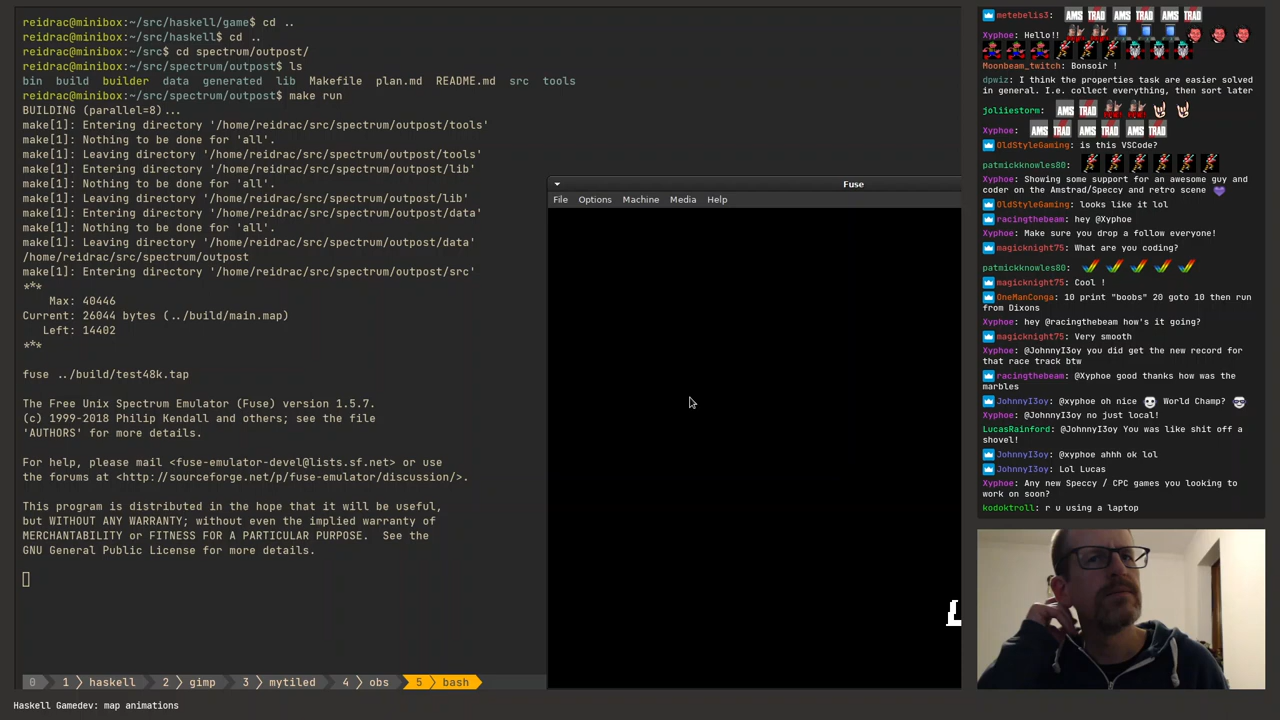 reidrac@minibox:~/src/haskell/game$ cd ..
reidrac@minibox:~/src/haskell$ cd ..
reidrac@minibox:~/src$ cd spectrum/outpost/
reidrac@minibox:~/src/spectrum/outpost$ ls
bin build builder data generated lib Makefile plan.md README.md src tools
reidrac@minibox:~/src/spectrum/outpost$ make run
BUILDING (parallel=8)...
make[1]: Entering directory '/home/reidrac/src/spectrum/outpost/tools'
make[1]: Nothing to be done for 'all'.
make[1]: Leaving directory '/home/reidrac/src/spectrum/outpost/tools'
make[1]: Entering directory '/home/reidrac/src/spectrum/outpost/lib'
make[1]: Nothing to be done for 'all'.
make[1]: Leaving directory '/home/reidrac/src/spectrum/outpost/lib'
make[1]: Entering directory '/home/reidrac/src/spectrum/outpost/data'
make[1]: Nothing to be done for 'all'.
make[1]: Leaving directory '/home/reidrac/src/spectrum/outpost/data'
/home/reidrac/src/spectrum/outpost
make[1]: Entering directory '/home/reidrac/src/spectrum/outpost/src'
***
Max: 40446
Current: 26044 bytes (../build/main.map)
Left: 14402
***
fuse ../build/test48k.tap
The Free Unix Spectrum Emulator (Fuse) version 1.5.7.
(c) 1999-2018 Philip Kendall and others; see the file
'AUTHORS' for more details.
For help, please mail <fuse-emulator-devel@lists.sf.net> or use
the forums at <http://sourceforge.net/p/fuse-emulator/discussion/>.
This program is distributed in the hope that it will be useful,
but WITHOUT ANY WARRANTY; without even the implied warranty of
MERCHANTABILITY or FITNESS FOR A PARTICULAR PURPOSE. See the
GNU General Public License for more details.
0 1 haskell 2 gimp 3 mytiled 4 obs 5 bash
Haskell Gamedev: map animations
Fuse
File Options Machine Media Help
metebelis3: AMS TRAD AMS TRAD AMS TRAD
Xyphoe: Hello!!
Moonbeam_twitch: Bonsoir !
dpwiz: I think the properties task are easier solved
in general. I.e. collect everything, then sort later
joliiestorm: AMS TRAD
Xyphoe: AMS TRAD AMS TRAD AMS TRAD
OldStyleGaming: is this VSCode?
patmickknowles80:
Xyphoe: Showing some support for an awesome guy and
coder on the Amstrad/Speccy and retro scene
OldStyleGaming: looks like it lol
racingthebeam: hey @Xyphoe
Xyphoe: Make sure you drop a follow everyone!
magicknight75: What are you coding?
patmickknowles80:
magicknight75: Cool !
OneManConga: 10 print "boobs" 20 goto 10 then run
from Dixons
Xyphoe: hey @racingthebeam how's it going?
magicknight75: Very smooth
Xyphoe: @JohnnyI3oy you did get the new record for
that race track btw
racingthebeam: @Xyphoe good thanks how was the
marbles
JohnnyI3oy: @xyphoe oh nice World Champ?
Xyphoe: @JohnnyI3oy no just local!
LucasRainford: @JohnnyI3oy You was like shit off a
shovel!
JohnnyI3oy: @xyphoe ahhh ok lol
JohnnyI3oy: Lol Lucas
Xyphoe: Any new Speccy / CPC games you looking to
work on soon?
kodoktroll: r u using a laptop